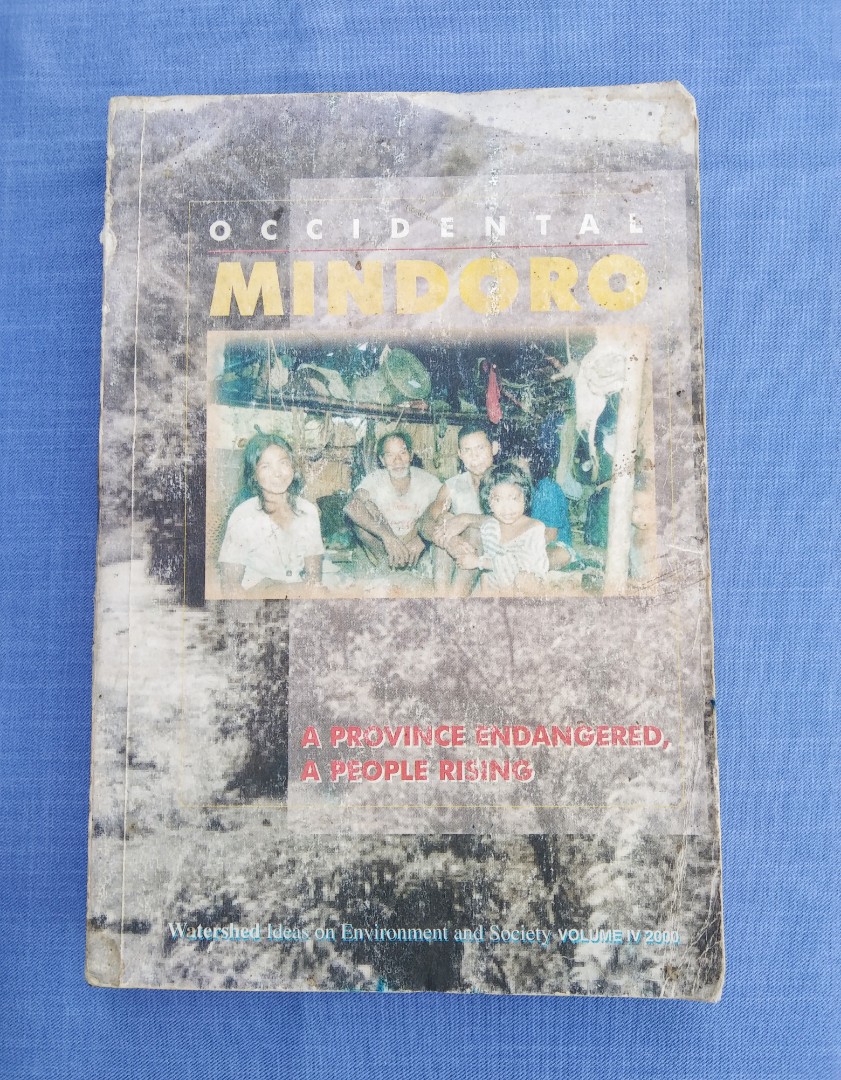 OCCIDENTAL
MINDORO
A PROVINCE ENDANGERED,
A PEOPLE RISING
Watershed Ideas on Environment and Society VOLUME IV 2000